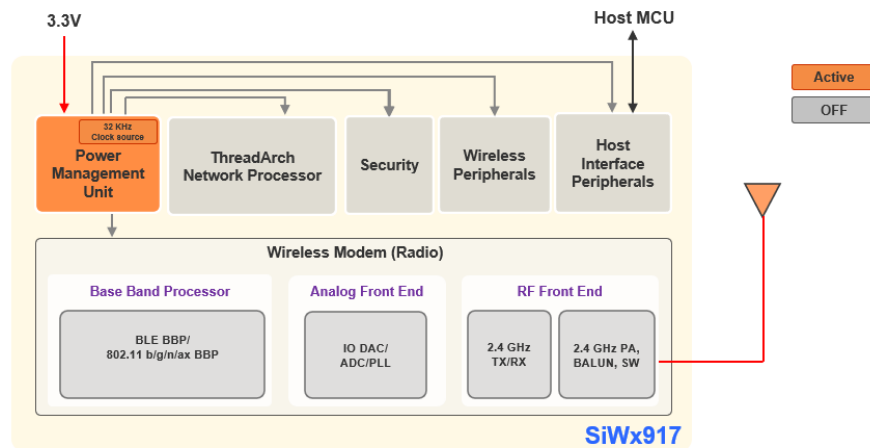 3.3V
Host MCU
Active
OFF
32 KHz
Clock source
Power
Management
Unit
ThreadArch
Network Processor
Security
Wireless
Peripherals
Host
Interface
Peripherals
Wireless Modem (Radio)
Base Band Processor
Analog Front End
RF Front End
BLE BBP/
802.11 b/g/n/ax BBP
IO DAC/
ADC/PLL
2.4 GHz
TX/RX
2.4 GHz PA,
BALUN, SW
SiWx917